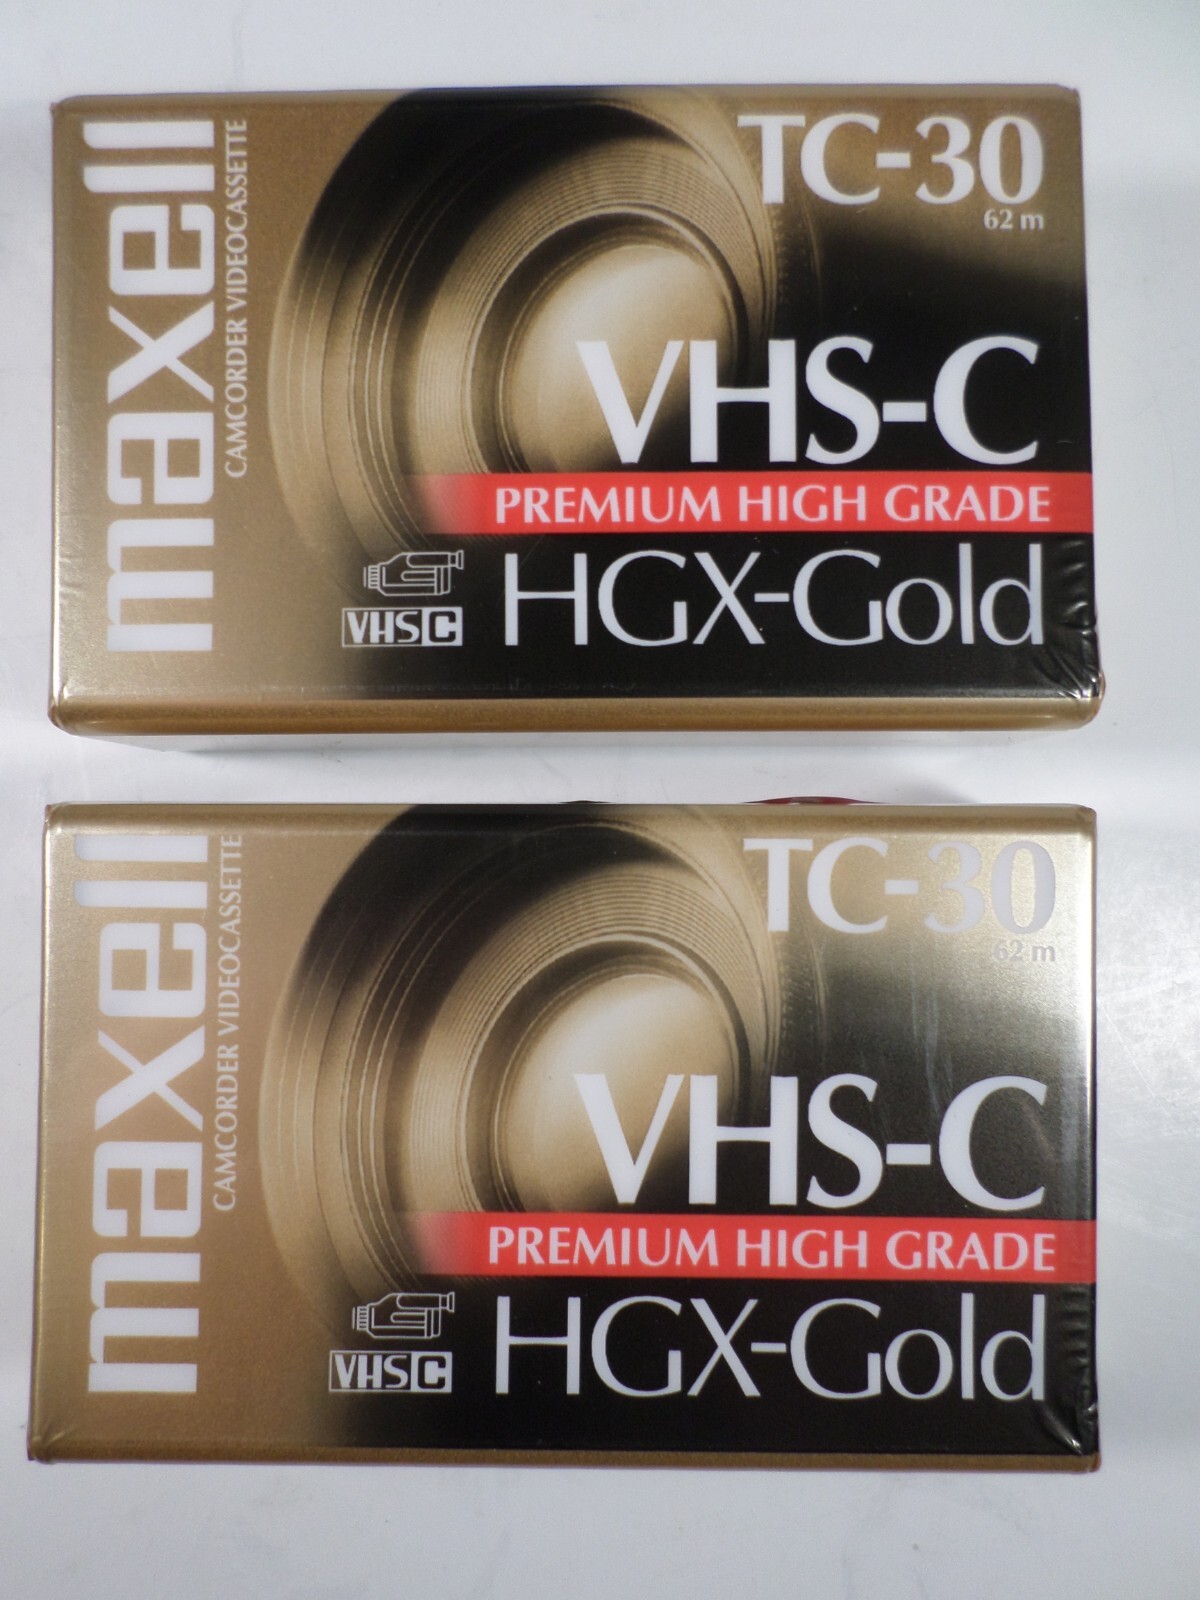 maxell
CAMCORDER VIDEOCASSETTE
TC-30
62 m
VHS-C
PREMIUM HIGH GRADE
HGX-Gold
VHS C
maxell
CAMCORDER VIDEOCASSETTE
TC-30
62 m
VHS-C
PREMIUM HIGH GRADE
HGX-Gold
VHS C